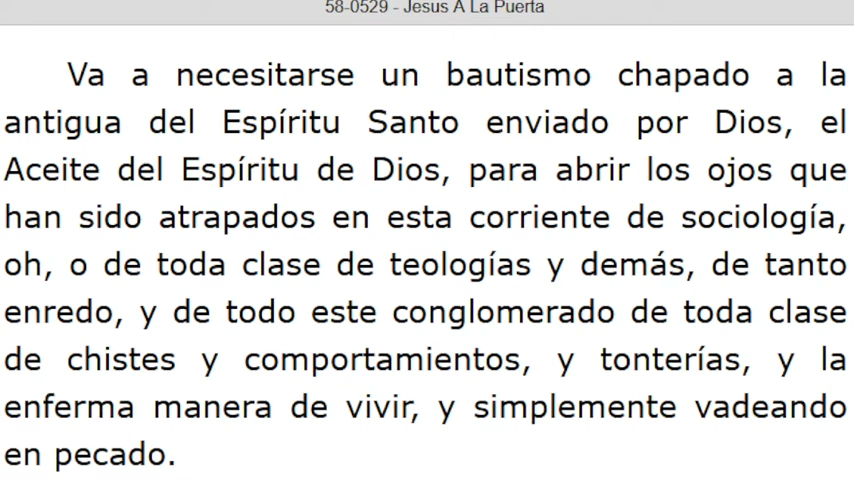 58-0529 - Jesus A La Puerta
Va a necesitarse un bautismo chapado a la
antigua del Espíritu Santo enviado por Dios, el
Aceite del Espíritu de Dios, para abrir los ojos que
han sido atrapados en esta corriente de sociología,
oh, o de toda clase de teologías y demás, de tanto
enredo, y de todo este conglomerado de toda clase
de chistes y comportamientos, y tonterías, y la
enferma manera de vivir, y simplemente vadeando
en pecado.